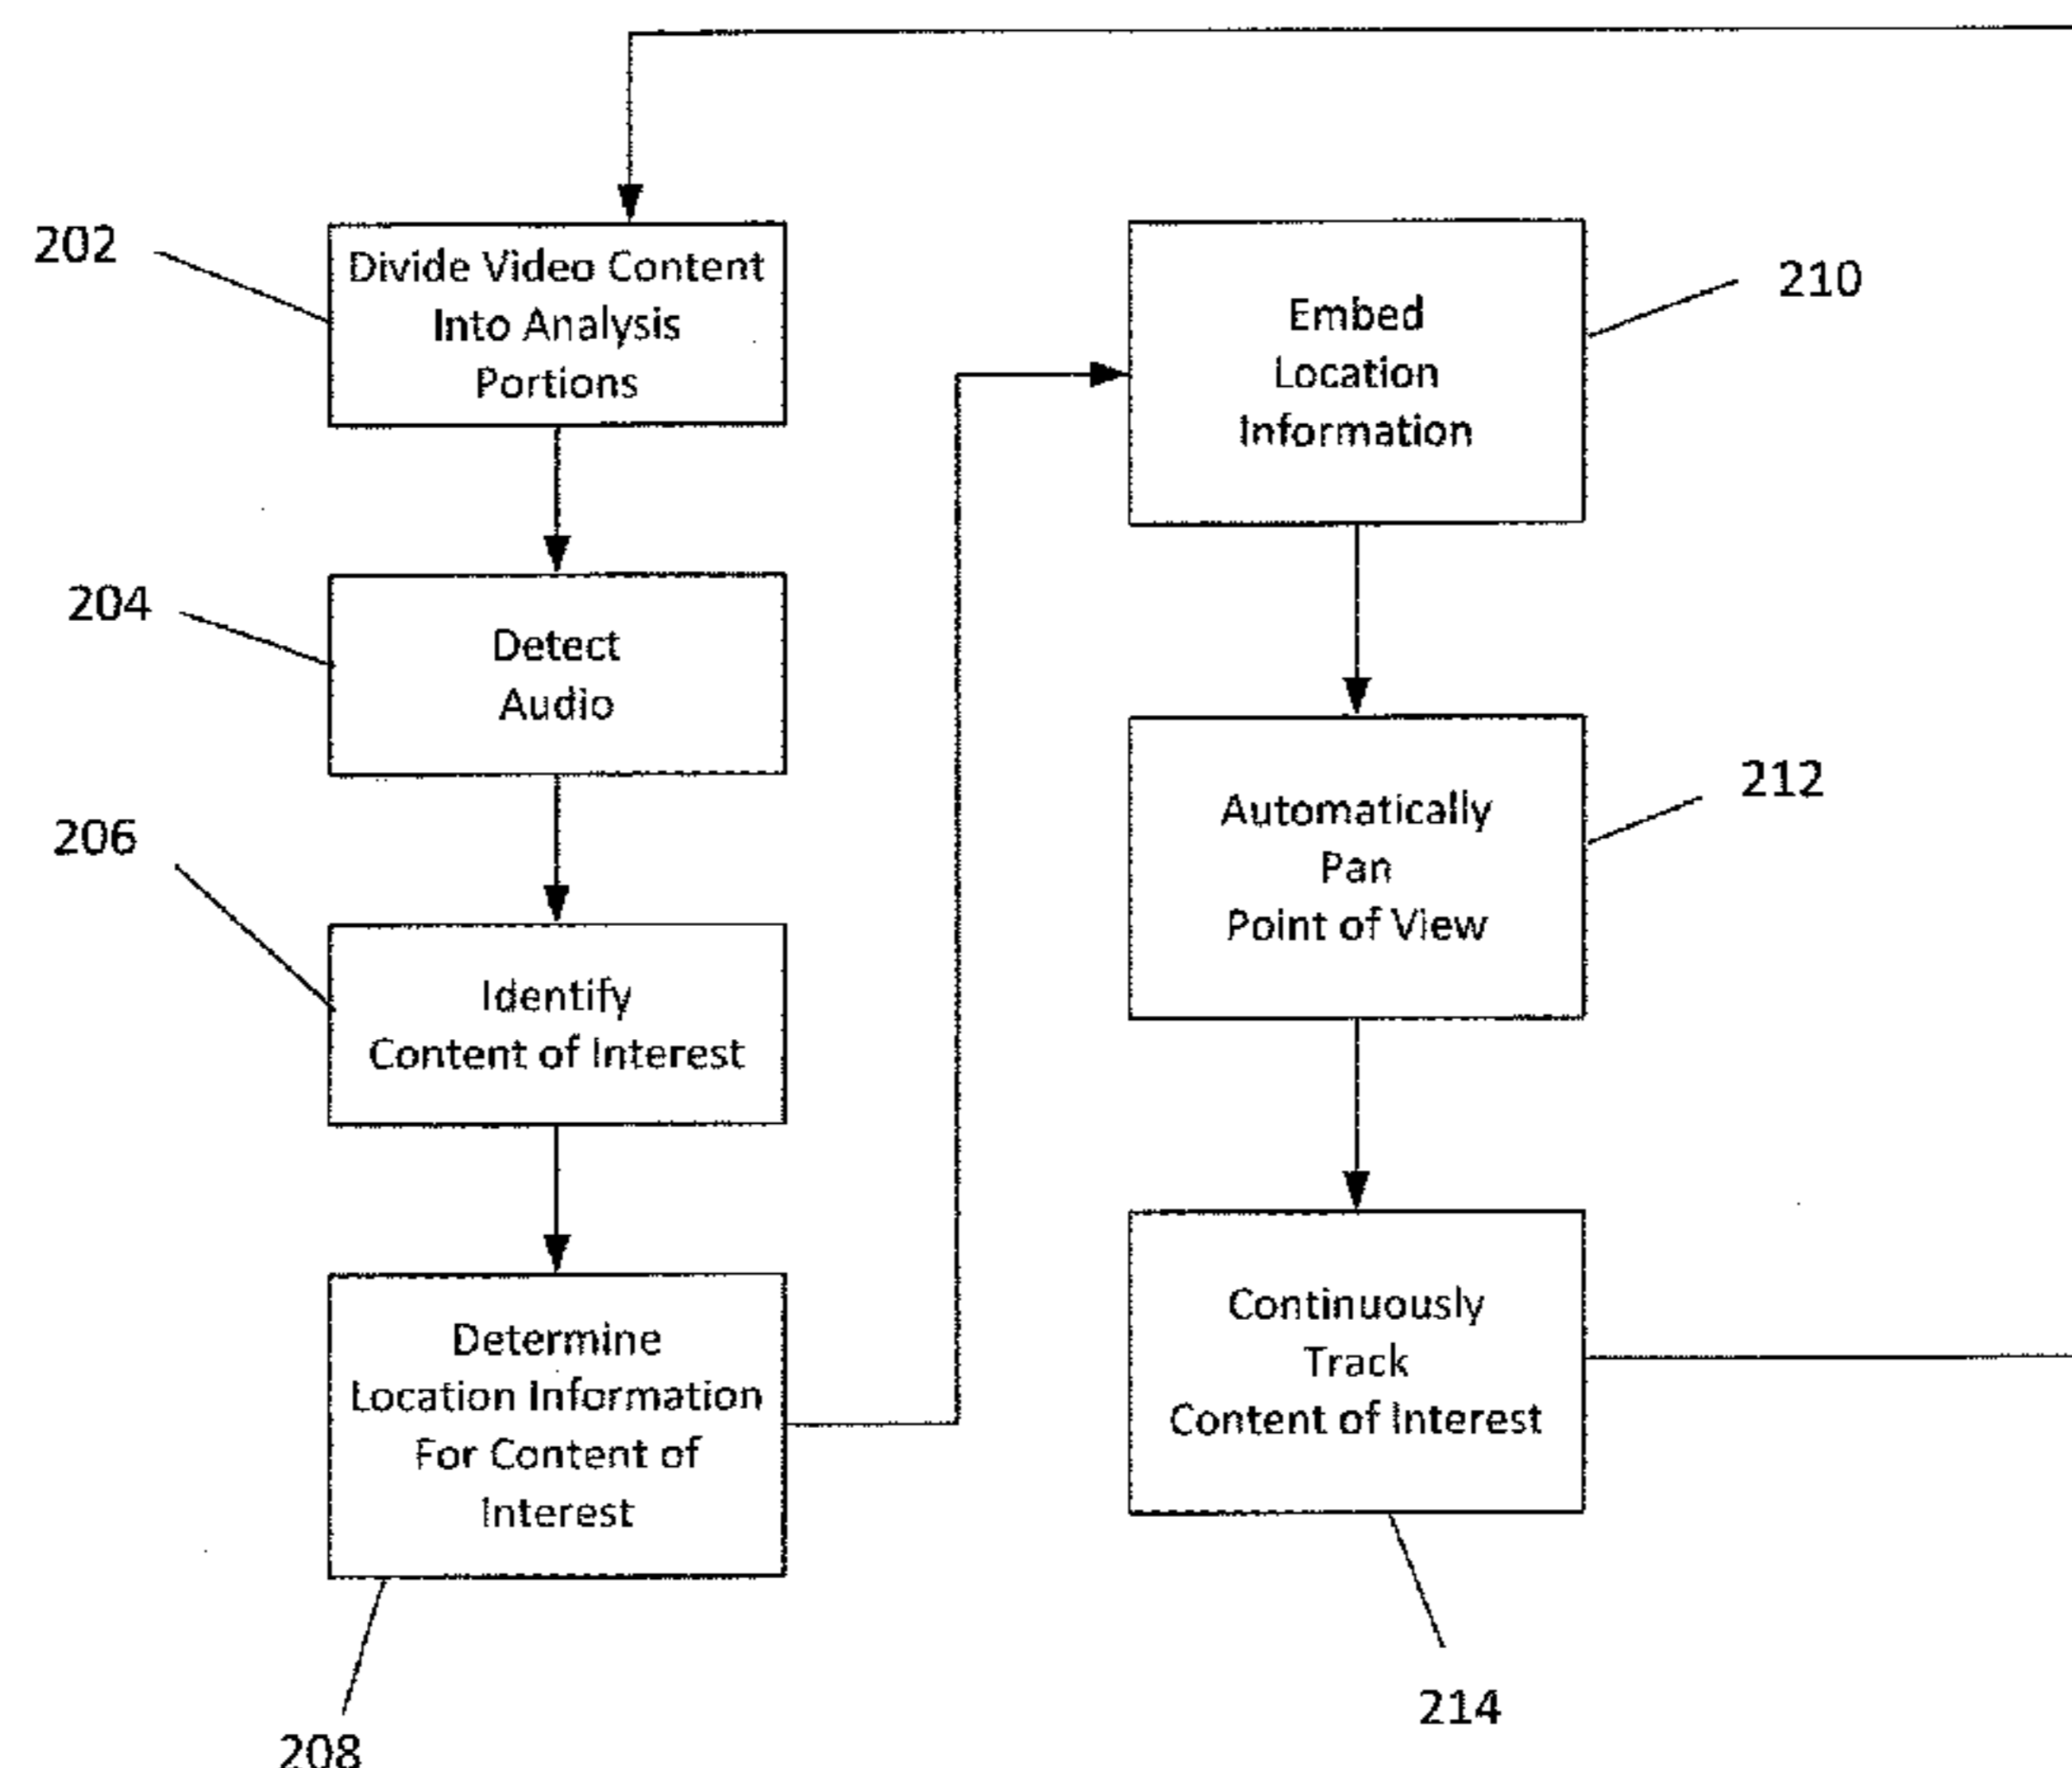 202
Divide Video Content
Into Analysis
Portions
204
Detect
Audio
206
Identify
Content of Interest
Determine
Location Information
For Content of
Interest
208
Embed
Location
Information
210
Automatically
Pan
Point of View
212
Continuously
Track
Content of Interest
214